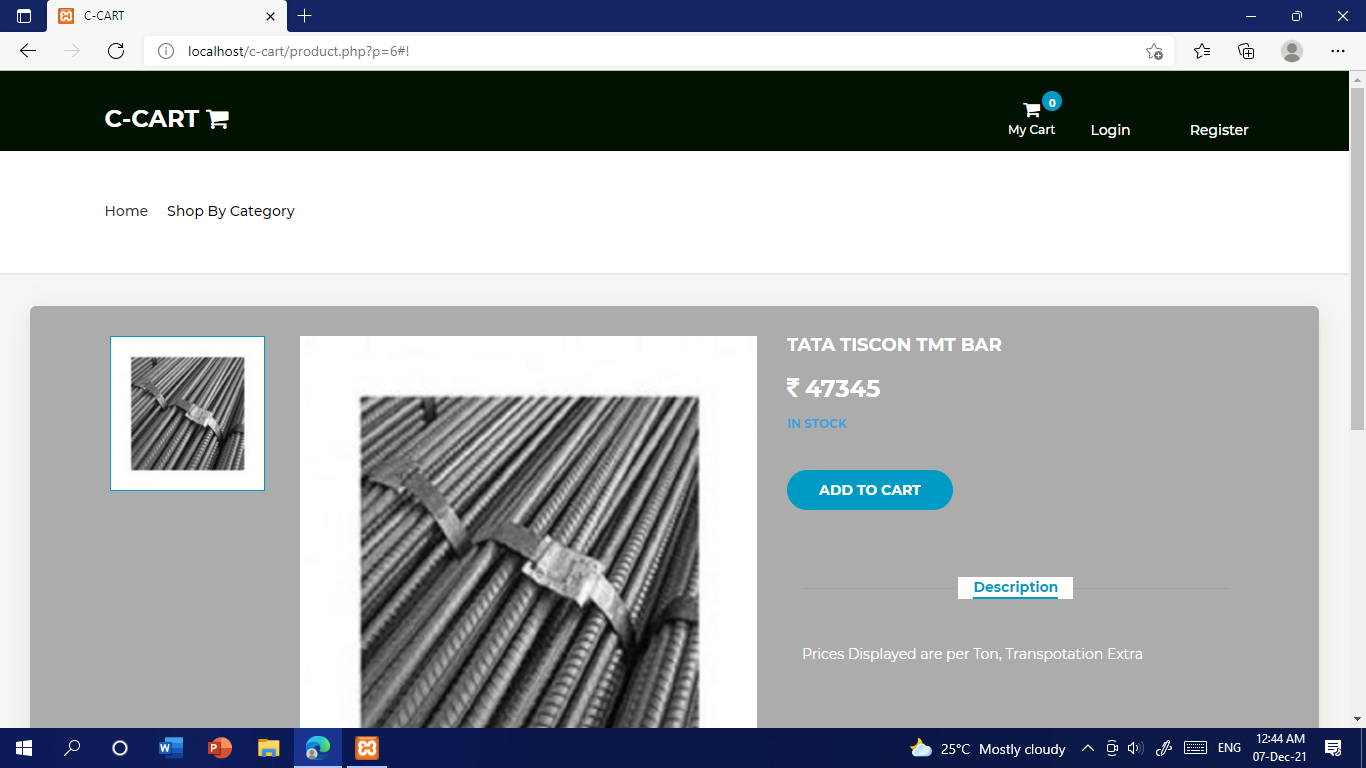 C-CART
localhost/c-cart/product.php?p=6#!
C-CART
0
My Cart
Login
Register
Home
Shop By Category
TATA TISCON TMT BAR
₹ 47345
IN STOCK
ADD TO CART
Description
Prices Displayed are per Ton, Transpotation Extra
25°C Mostly cloudy
ENG
12:44 AM
07-Dec-21